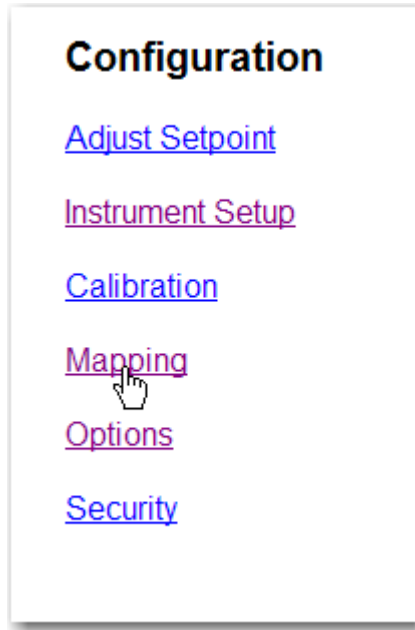 Configuration
Adjust Setpoint
Instrument Setup
Calibration
Mapping
Options
Security